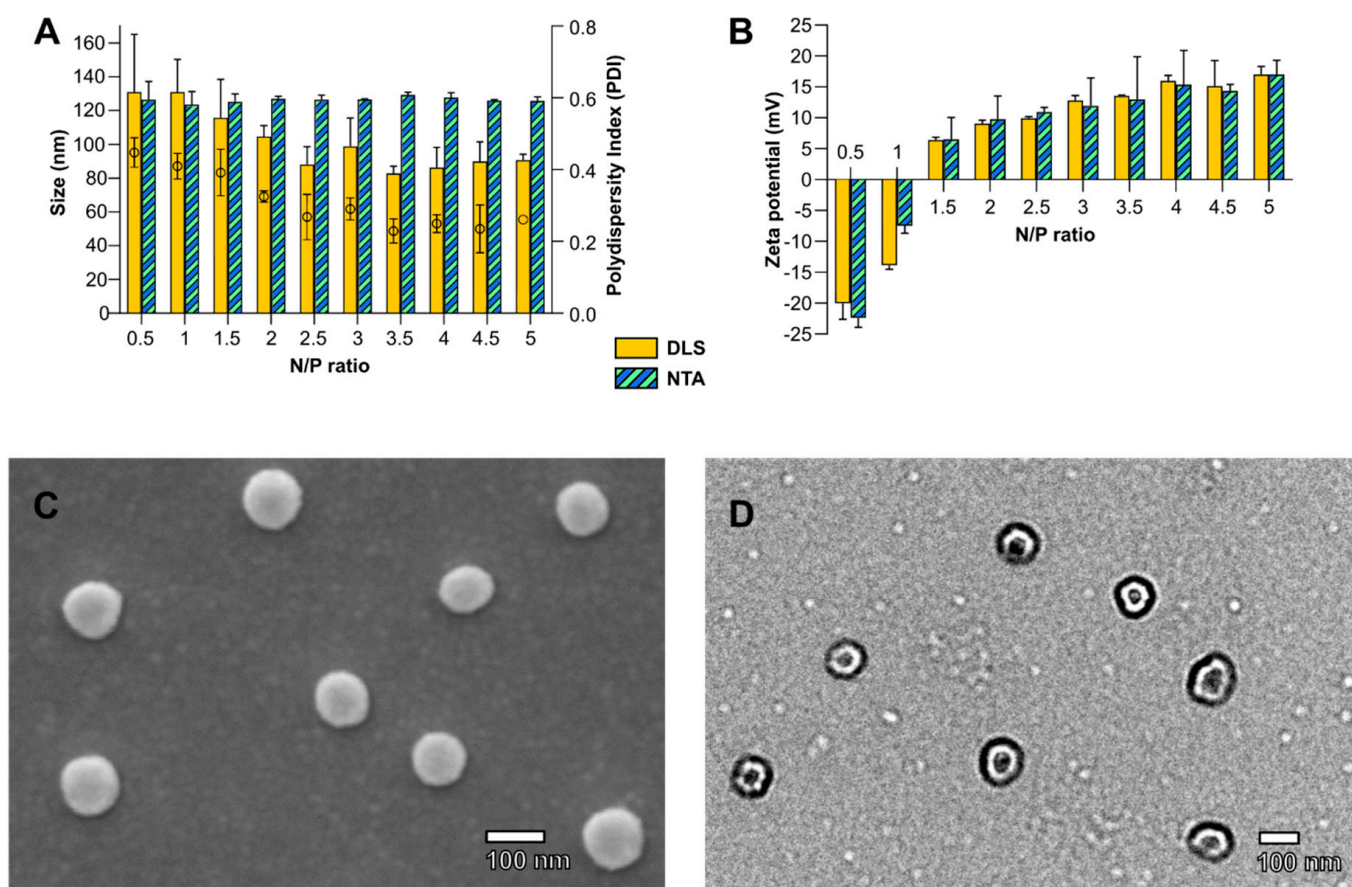 A
Size (nm)
160
140
120
100
80
60
40
20
0
0.8
0.6
0.4
0.2
0.0
Polydispersity Index (PDI)
0.5 1 1.5 2 2.5 3 3.5 4 4.5 5
N/P ratio
DLS
NTA
B
Zeta potential (mV)
25
20
15
10
5
0
-5
-10
-15
-20
-25
0.5 1
1.5 2 2.5 3 3.5 4 4.5 5
N/P ratio
C
100 nm
D
100 nm